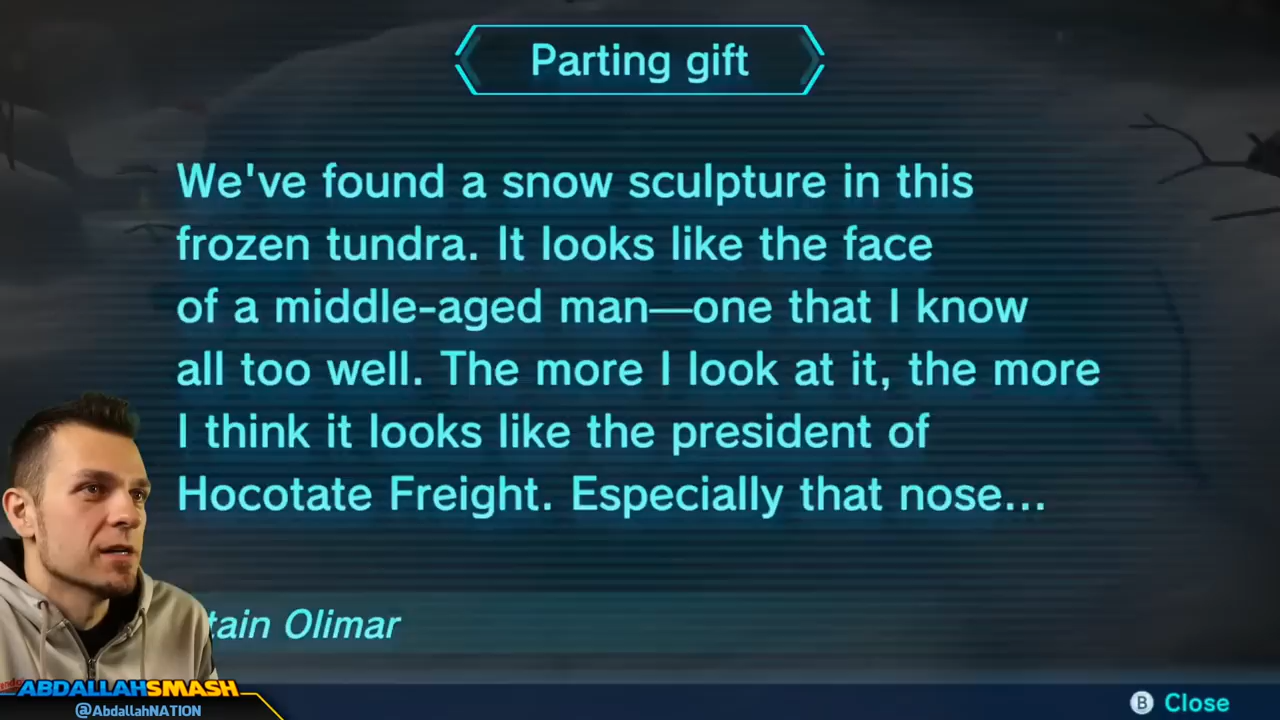 Parting gift
We've found a snow sculpture in this
frozen tundra. It looks like the face
of a middle-aged man—one that I know
all too well. The more I look at it, the more
I think it looks like the president of
Hocotate Freight. Especially that nose...
tain Olimar
ABDALLAHSMASH
@AbdallahNATION
B Close